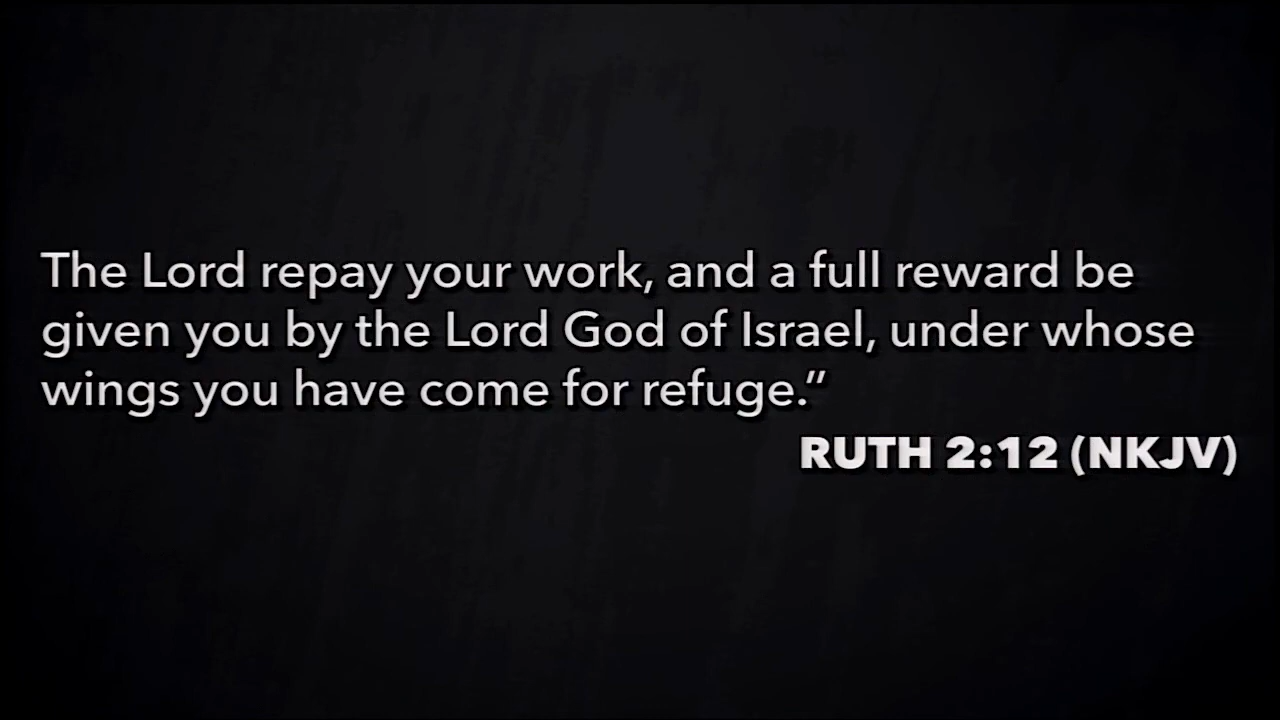 The Lord repay your work, and a full reward be
given you by the Lord God of Israel, under whose
wings you have come for refuge.”
RUTH 2:12 (NKJV)